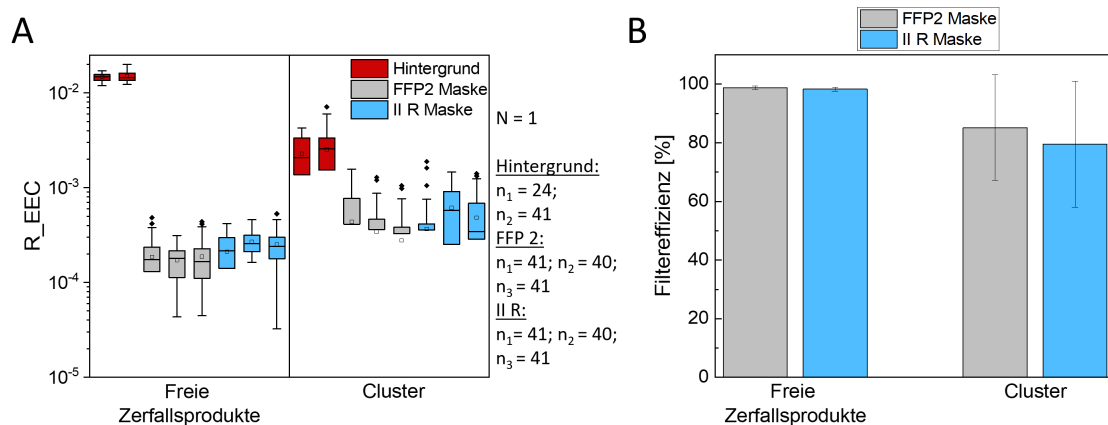 A
R_EEC
10⁻²
10⁻³
10⁻⁴
10⁻⁵
Hintergrund
FFP2 Maske
II R Maske
Freie
Zerfallsprodukte
Cluster
N = 1
Hintergrund:
n₁ = 24;
n₂ = 41
FFP 2:
n₁= 41; n₂ = 40;
n₃ = 41
II R:
n₁= 41; n₂ = 40;
n₃ = 41
B
FFP2 Maske
II R Maske
Filtereffizienz [%]
100
80
60
40
20
0
Freie
Zerfallsprodukte
Cluster